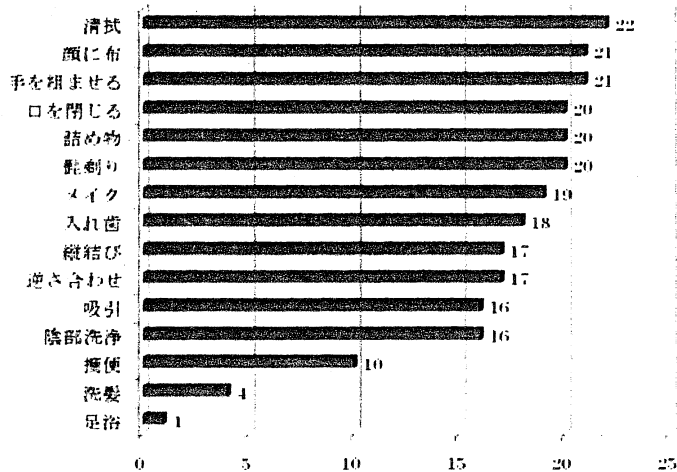 清拭 22
顔に布 21
手を組ませる 21
口を閉じる 20
詰め物 20
髭剃り 20
メイク 19
入れ歯 18
縦結び 17
逆さ合わせ 17
吸引 16
陰部洗浄 16
摘便 10
洗髪 4
足浴 1
0 5 10 15 20 25